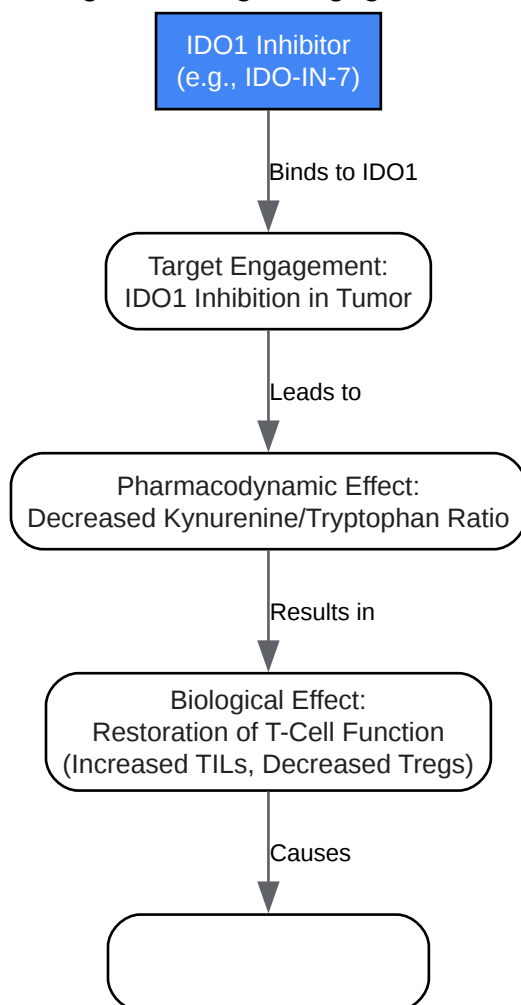 IDO1 Inhibitor
(e.g., IDO-IN-7)
Binds to IDO1
Target Engagement:
IDO1 Inhibition in Tumor
Leads to
Pharmacodynamic Effect:
Decreased Kynurenine/Tryptophan Ratio
Results in
Biological Effect:
Restoration of T-Cell Function
(Increased TILs, Decreased Tregs)
Causes